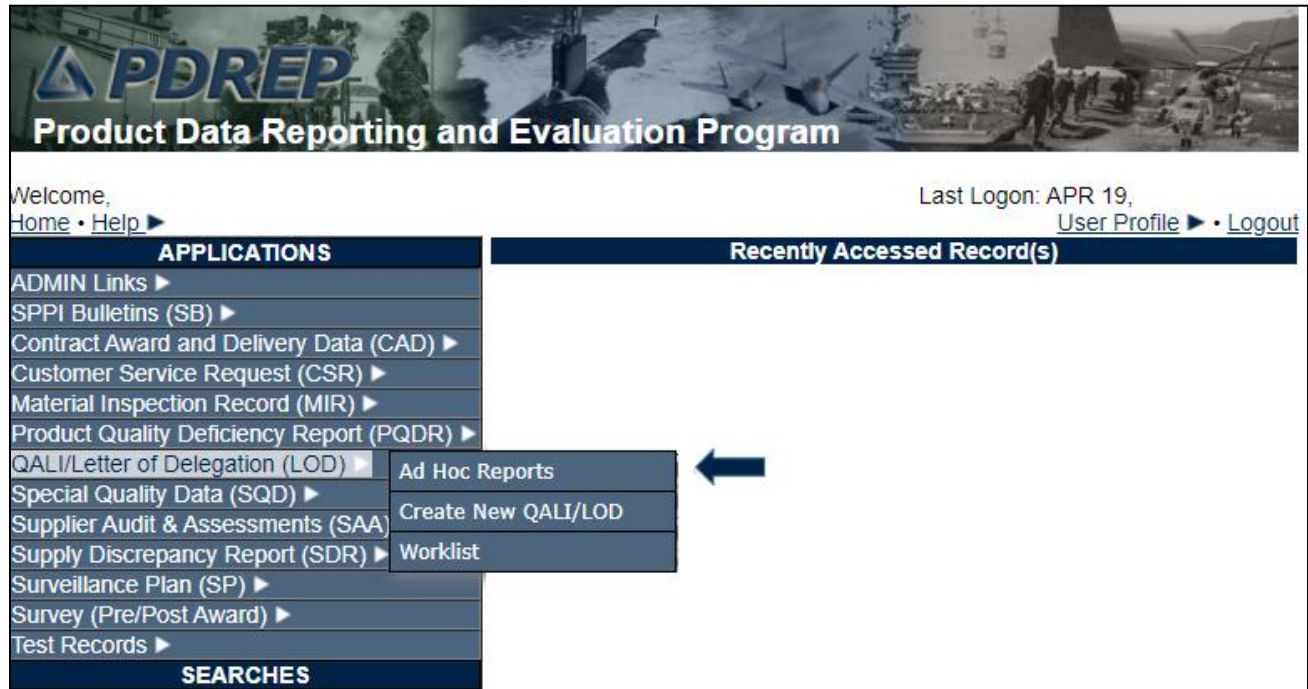 PDREP
Product Data Reporting and Evaluation Program
Welcome,
Last Logon: APR 19,
Home • Help ▶
User Profile ▶ • Logout
APPLICATIONS
Recently Accessed Record(s)
ADMIN Links ▶
SPPI Bulletins (SB) ▶
Contract Award and Delivery Data (CAD) ▶
Customer Service Request (CSR) ▶
Material Inspection Record (MIR) ▶
Product Quality Deficiency Report (PQDR) ▶
QALI/Letter of Delegation (LOD) ▶
Ad Hoc Reports
Create New QALI/LOD
Worklist
Special Quality Data (SQD) ▶
Supplier Audit & Assessments (SAA)
Supply Discrepancy Report (SDR) ▶
Surveillance Plan (SP) ▶
Survey (Pre/Post Award) ▶
Test Records ▶
SEARCHES